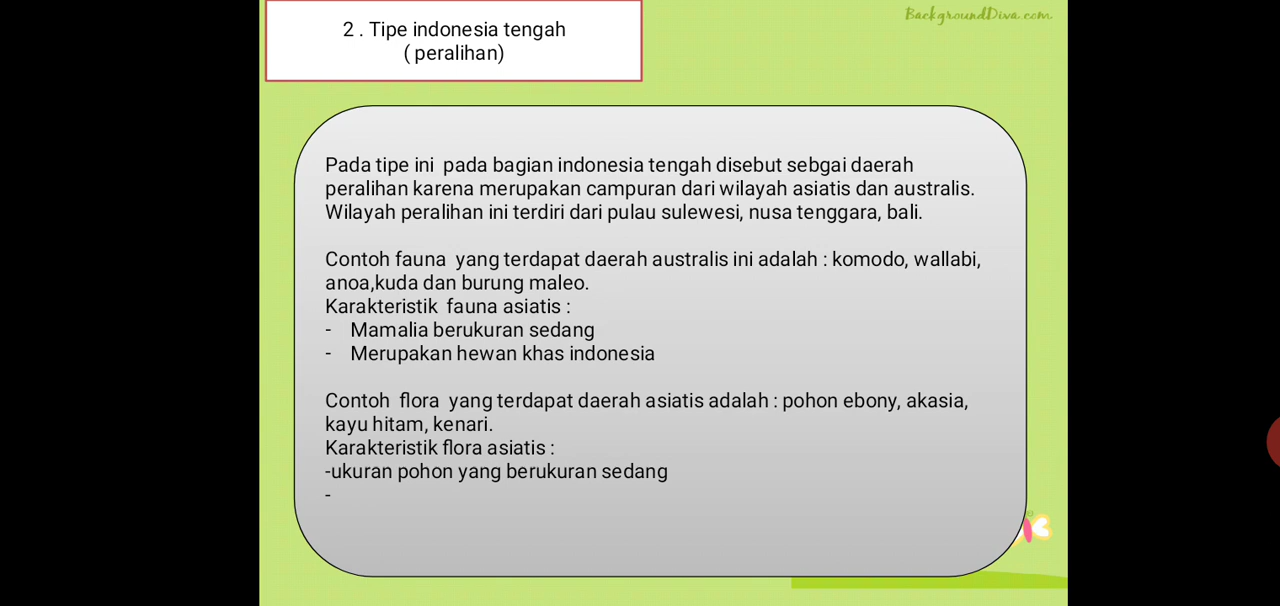 BackgroundDiva.com
2 . Tipe indonesia tengah
( peralihan)
Pada tipe ini  pada bagian indonesia tengah disebut sebgai daerah
peralihan karena merupakan campuran dari wilayah asiatis dan australis.
Wilayah peralihan ini terdiri dari pulau sulewesi, nusa tenggara, bali.
Contoh fauna  yang terdapat daerah australis ini adalah : komodo, wallabi,
anoa,kuda dan burung maleo.
Karakteristik  fauna asiatis :
-   Mamalia berukuran sedang
-   Merupakan hewan khas indonesia
Contoh  flora  yang terdapat daerah asiatis adalah : pohon ebony, akasia,
kayu hitam, kenari.
Karakteristik flora asiatis :
-ukuran pohon yang berukuran sedang
-